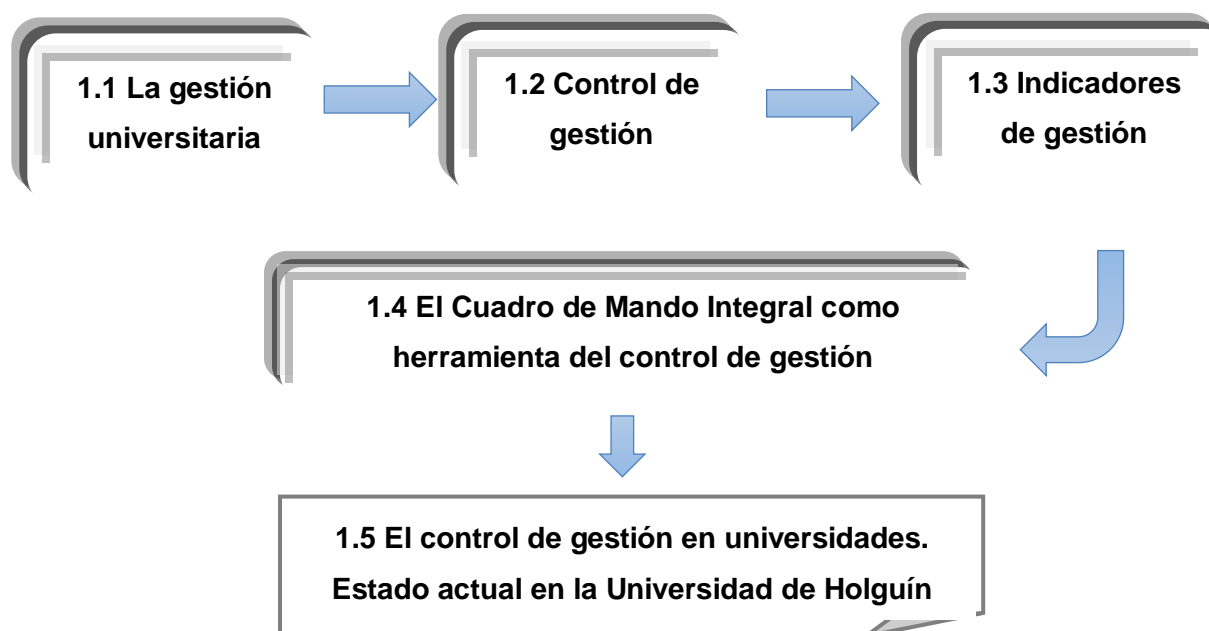 1.1 La gestión
universitaria
1.2 Control de
gestión
1.3 Indicadores
de gestión
1.4 El Cuadro de Mando Integral como
herramienta del control de gestión
1.5 El control de gestión en universidades.
Estado actual en la Universidad de Holguín